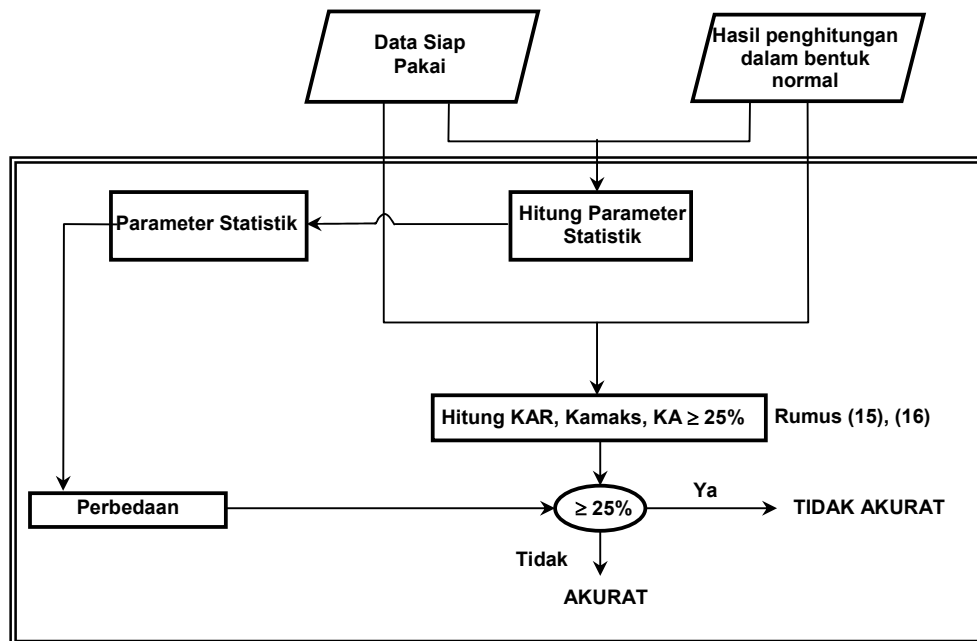 Data Siap
Pakai
Hasil penghitungan
dalam bentuk
normal
Parameter Statistik
Hitung Parameter
Statistik
Hitung KAR, Kamaks, KA ≥ 25%
Rumus (15), (16)
Perbedaan
≥ 25%
Ya
TIDAK AKURAT
Tidak
AKURAT